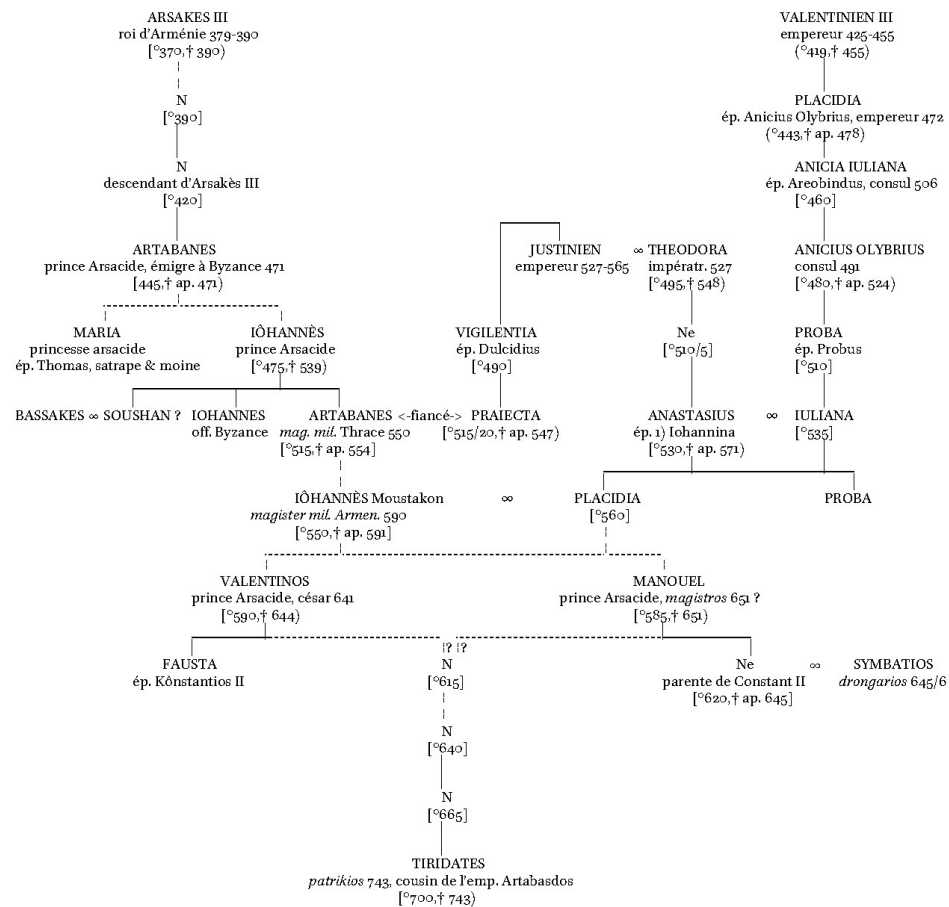 ARSAKES III
roi d'Arménie 379-390
[°370,† 390)
VALENTINIEN III
empereur 425-455
(°419,† 455)
N
[°390]
PLACIDIA
ép. Anicius Olybrius, empereur 472
(°443,† ap. 478)
N
descendant d'Arsakès III
[°420]
ANICIA IULIANA
ép. Areobindus, consul 506
[°460]
ARTABANES
prince Arsacide, émigre à Byzance 471
[445,† ap. 471)
JUSTINIEN
empereur 527-565
∞ THEODORA
impératr. 527
[°495,† 548)
ANICIUS OLYBRIUS
consul 491
[°480,† ap. 524)
MARIA
princesse arsacide
ép. Thomas, satrape & moine
IÔHANNÈS
prince Arsacide
[°475,† 539)
VIGILENTIA
ép. Dulcidius
[°490]
Ne
[°510/5]
PROBA
ép. Probus
[°510]
BASSAKES ∞ SOUSHAN ?
IOHANNES
off. Byzance
ARTABANES <-fiancé-> PRAIECTA
mag. mil. Thrace 550
[°515,† ap. 554]
[°515/20,† ap. 547)
ANASTASIUS ∞ IULIANA
ép. 1) Iohannina
[°530,† ap. 571)
[°535]
IÔHANNÈS Moustakon ∞ PLACIDIA
magister mil. Armen. 590
[°550,† ap. 591]
[°560]
PROBA
VALENTINOS
prince Arsacide, césar 641
[°590,† 644)
MANOUEL
prince Arsacide, magistros 651 ?
[°585,† 651)
? ?
FAUSTA
ép. Kônstantios II
N
[°615]
Ne ∞ SYMBATIOS
parente de Constant II
[°620,† ap. 645]
drongarios 645/6
N
[°640]
N
[°665]
TIRIDATES
patrikios 743, cousin de l'emp. Artabasdos
[°700,† 743)